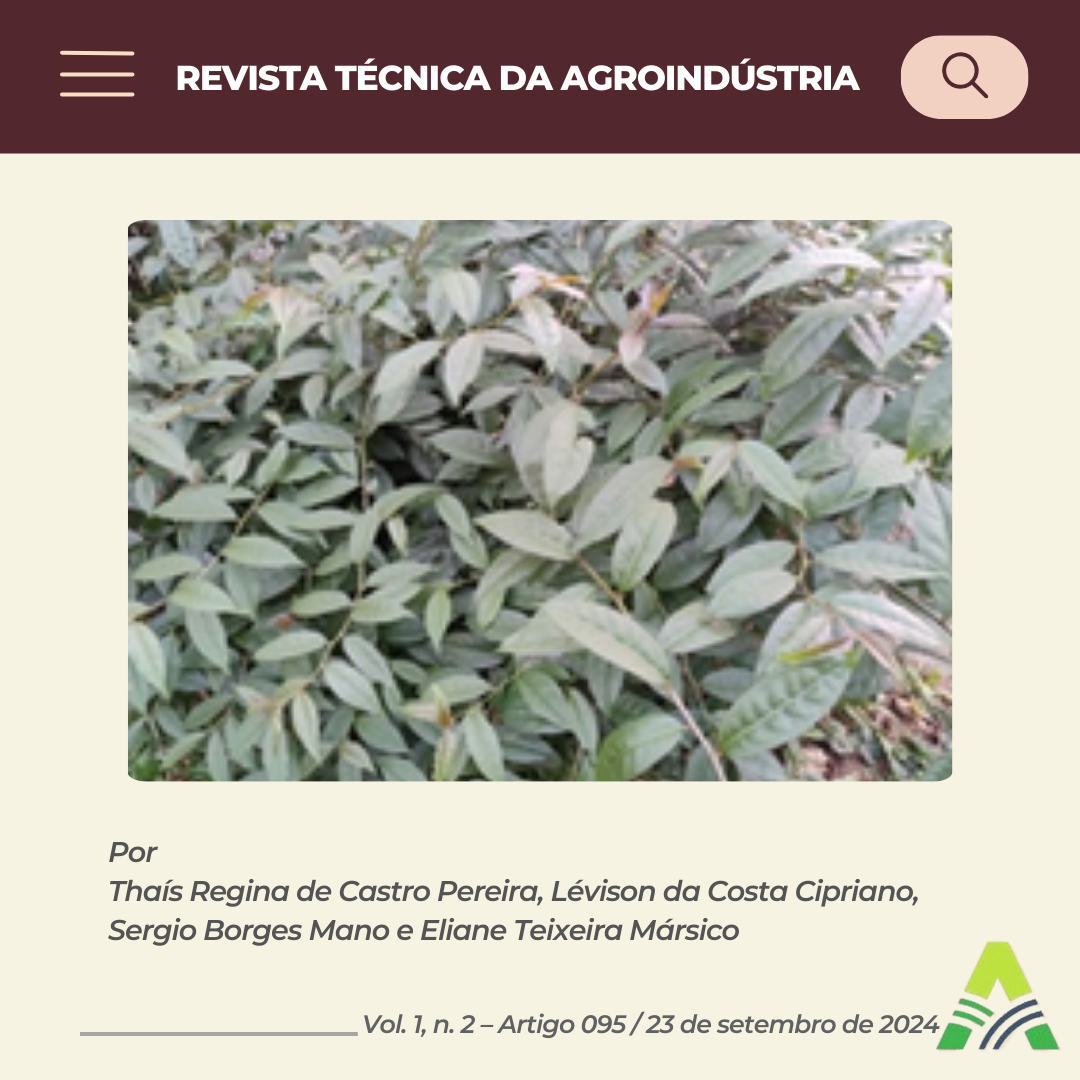 REVISTA TÉCNICA DA AGROINDÚSTRIA
Por
Thaís Regina de Castro Pereira, Lévison da Costa Cipriano,
Sergio Borges Mano e Eliane Teixeira Mársico
Vol. 1, n. 2 – Artigo 095 / 23 de setembro de 2024